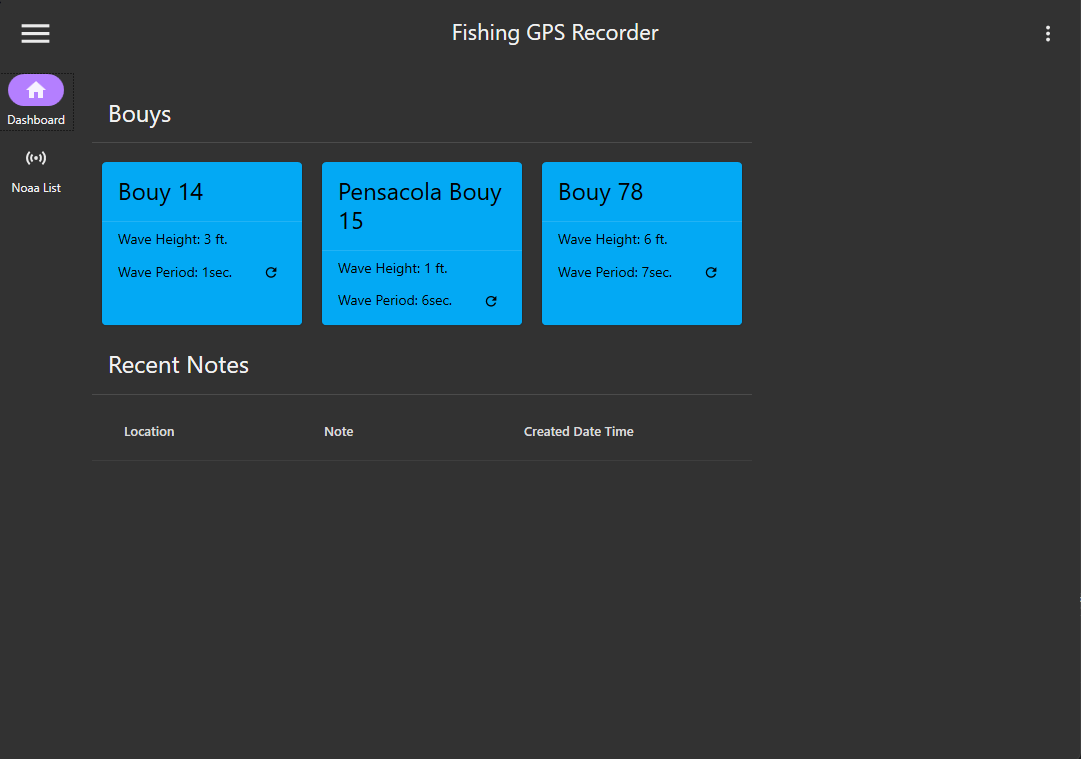 Fishing GPS Recorder
Dashboard
Noaa List
Bouys
Bouy 14
Wave Height: 3 ft.
Wave Period: 1sec.
Pensacola Bouy
15
Wave Height: 1 ft.
Wave Period: 6sec.
Bouy 78
Wave Height: 6 ft.
Wave Period: 7sec.
Recent Notes
Location Note Created Date Time